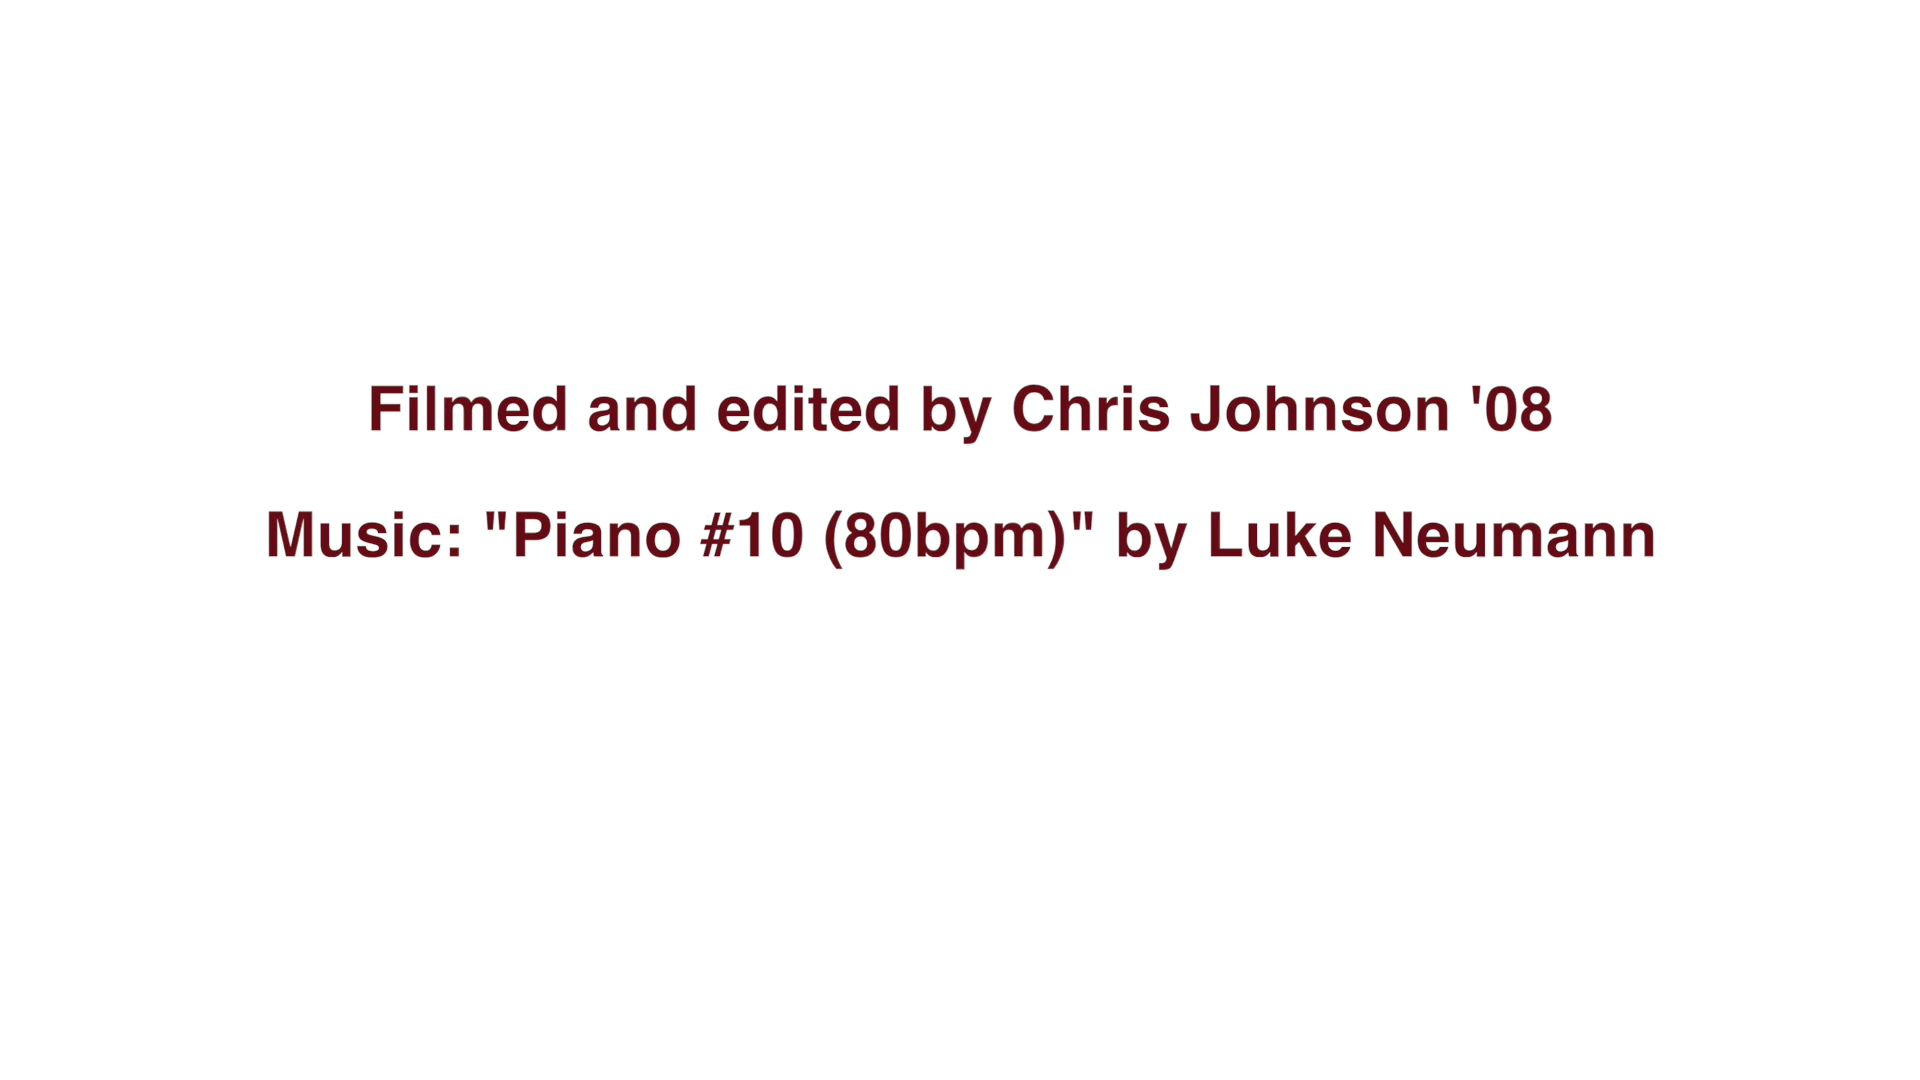 Filmed and edited by Chris Johnson '08
Music: "Piano #10 (80bpm)" by Luke Neumann